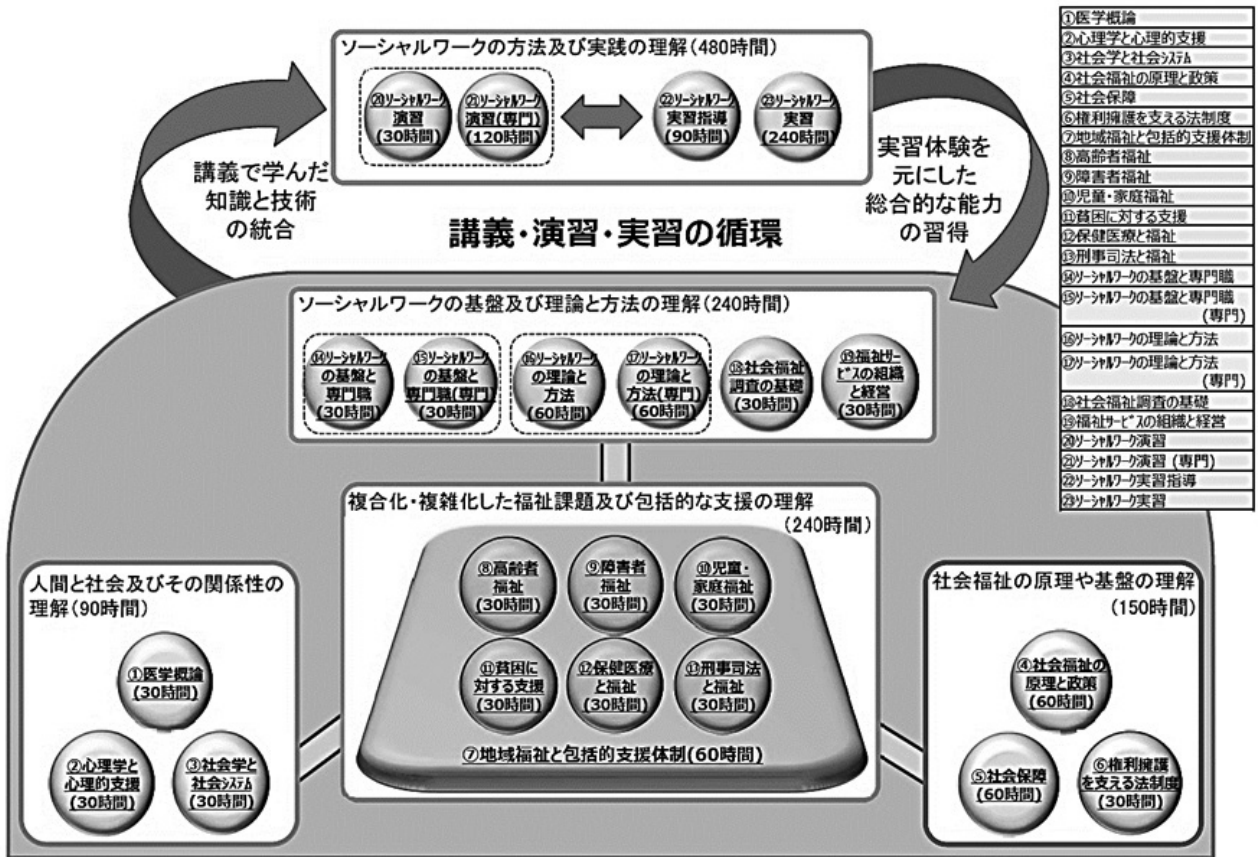 ソーシャルワークの方法及び実践の理解(480時間)
⑳ソーシャルワーク
演習
(30時間)
㉑ソーシャルワーク
演習(専門)
(120時間)
㉒ソーシャルワーク
実習指導
(90時間)
㉓ソーシャルワーク
実習
(240時間)
講義で学んだ
知識と技術
の統合
実習体験を
元にした
総合的な能力
の習得
講義・演習・実習の循環
ソーシャルワークの基盤及び理論と方法の理解(240時間)
⑭ソーシャルワーク
の基盤と
専門職
(30時間)
⑮ソーシャルワーク
の基盤と
専門職(専門)
(30時間)
⑯ソーシャルワーク
の理論と
方法
(60時間)
⑰ソーシャルワーク
の理論と
方法(専門)
(60時間)
⑱社会福祉
調査の基礎
(30時間)
⑲福祉サー
ビスの組織
と経営
(30時間)
複合化・複雑化した福祉課題及び包括的な支援の理解
(240時間)
⑧高齢者
福祉
(30時間)
⑨障害者
福祉
(30時間)
⑩児童・
家庭福祉
(30時間)
⑪貧困に
対する支援
(30時間)
⑫保健医療
と福祉
(30時間)
⑬刑事司法
と福祉
(30時間)
⑦地域福祉と包括的支援体制(60時間)
人間と社会及びその関係性の
理解(90時間)
①医学概論
(30時間)
②心理学と
心理的支援
(30時間)
③社会学と
社会システム
(30時間)
社会福祉の原理や基盤の理解
(150時間)
④社会福祉の
原理と政策
(60時間)
⑤社会保障
(60時間)
⑥権利擁護
を支える法制度
(30時間)
①医学概論
②心理学と心理的支援
③社会学と社会システム
④社会福祉の原理と政策
⑤社会保障
⑥権利擁護を支える法制度
⑦地域福祉と包括的支援体制
⑧高齢者福祉
⑨障害者福祉
⑩児童・家庭福祉
⑪貧困に対する支援
⑫保健医療と福祉
⑬刑事司法と福祉
⑭ソーシャルワークの基盤と専門職
⑮ソーシャルワークの基盤と専門職
(専門)
⑯ソーシャルワークの理論と方法
⑰ソーシャルワークの理論と方法
(専門)
⑱社会福祉調査の基礎
⑲福祉サービスの組織と経営
⑳ソーシャルワーク演習
㉑ソーシャルワーク演習(専門)
㉒ソーシャルワーク実習指導
㉓ソーシャルワーク実習